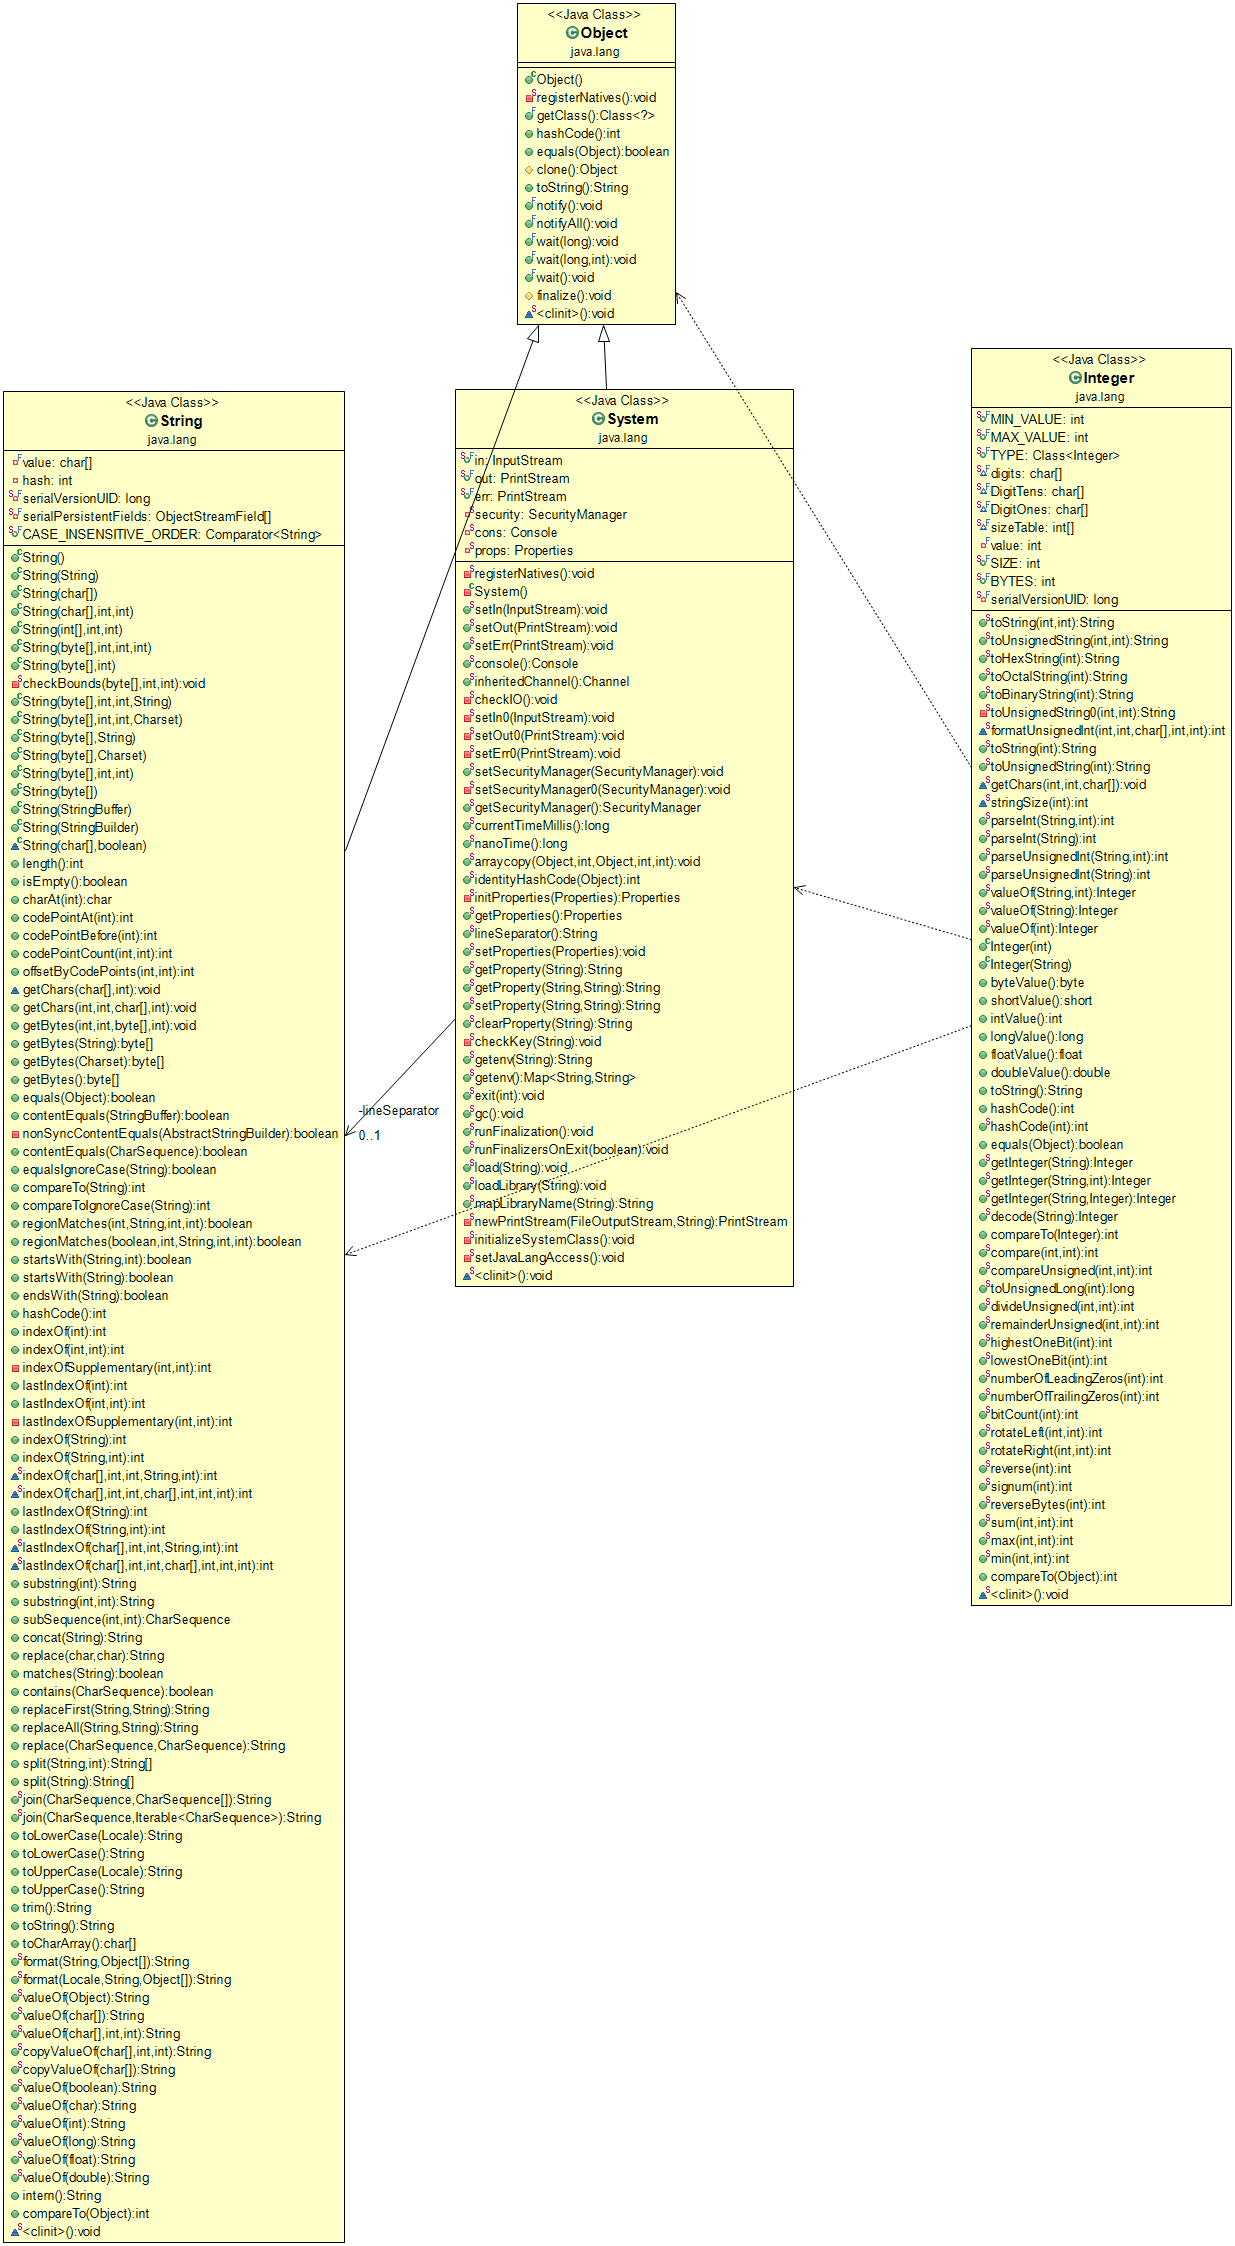 <<Java Class>>
Object
java.lang
Object()
registerNatives():void
getClass():Class<?>
hashCode():int
equals(Object):boolean
clone():Object
toString():String
notify():void
notifyAll():void
wait(long):void
wait(long,int):void
wait():void
finalize():void
<clinit>():void
<<Java Class>>
String
java.lang
value: char[]
hash: int
serialVersionUID: long
serialPersistentFields: ObjectStreamField[]
CASE_INSENSITIVE_ORDER: Comparator<String>
String()
String(String)
String(char[])
String(char[],int,int)
String(int[],int,int)
String(byte[],int,int,int)
String(byte[],int)
checkBounds(byte[],int,int):void
String(byte[],int,int,String)
String(byte[],int,int,Charset)
String(byte[],String)
String(byte[],Charset)
String(byte[],int,int)
String(byte[])
String(StringBuffer)
String(StringBuilder)
String(char[],boolean)
length():int
isEmpty():boolean
charAt(int):char
codePointAt(int):int
codePointBefore(int):int
codePointCount(int,int):int
offsetByCodePoints(int,int):int
getChars(char[],int):void
getChars(int,int,char[],int):void
getBytes(int,int,byte[],int):void
getBytes(String):byte[]
getBytes(Charset):byte[]
getBytes():byte[]
equals(Object):boolean
contentEquals(StringBuffer):boolean
nonSyncContentEquals(AbstractStringBuilder):boolean
contentEquals(CharSequence):boolean
equalsIgnoreCase(String):boolean
compareTo(String):int
compareToIgnoreCase(String):int
regionMatches(int,String,int,int):boolean
regionMatches(boolean,int,String,int,int):boolean
startsWith(String,int):boolean
startsWith(String):boolean
endsWith(String):boolean
hashCode():int
indexOf(int):int
indexOf(int,int):int
indexOfSupplementary(int,int):int
lastIndexOf(int):int
lastIndexOf(int,int):int
lastIndexOfSupplementary(int,int):int
indexOf(String):int
indexOf(String,int):int
indexOf(char[],int,int,String,int):int
indexOf(char[],int,int,char[],int,int,int):int
lastIndexOf(String):int
lastIndexOf(String,int):int
lastIndexOf(char[],int,int,String,int):int
lastIndexOf(char[],int,int,char[],int,int,int):int
substring(int):String
substring(int,int):String
subSequence(int,int):CharSequence
concat(String):String
replace(char,char):String
matches(String):boolean
contains(CharSequence):boolean
replaceFirst(String,String):String
replaceAll(String,String):String
replace(CharSequence,CharSequence):String
split(String,int):String[]
split(String):String[]
join(CharSequence,CharSequence[]):String
join(CharSequence,Iterable<CharSequence>):String
toLowerCase(Locale):String
toLowerCase():String
toUpperCase(Locale):String
toUpperCase():String
trim():String
toString():String
toCharArray():char[]
format(String,Object[]):String
format(Locale,String,Object[]):String
valueOf(Object):String
valueOf(char[]):String
valueOf(char[],int,int):String
copyValueOf(char[],int,int):String
copyValueOf(char[]):String
valueOf(boolean):String
valueOf(char):String
valueOf(int):String
valueOf(long):String
valueOf(float):String
valueOf(double):String
intern():String
compareTo(Object):int
<clinit>():void
-lineSeparator
0..1
<<Java Class>>
System
java.lang
in: InputStream
out: PrintStream
err: PrintStream
security: SecurityManager
cons: Console
props: Properties
registerNatives():void
System()
setIn(InputStream):void
setOut(PrintStream):void
setErr(PrintStream):void
console():Console
inheritedChannel():Channel
checkIO():void
setIn0(InputStream):void
setOut0(PrintStream):void
setErr0(PrintStream):void
setSecurityManager(SecurityManager):void
setSecurityManager0(SecurityManager):void
getSecurityManager():SecurityManager
currentTimeMillis():long
nanoTime():long
arraycopy(Object,int,Object,int,int):void
identityHashCode(Object):int
initProperties(Properties):Properties
getProperties():Properties
lineSeparator():String
setProperties(Properties):void
getProperty(String):String
getProperty(String,String):String
setProperty(String,String):String
clearProperty(String):String
checkKey(String):void
getenv(String):String
getenv():Map<String,String>
exit(int):void
gc():void
runFinalization():void
runFinalizersOnExit(boolean):void
load(String):void
loadLibrary(String):void
mapLibraryName(String):String
newPrintStream(FileOutputStream,String):PrintStream
initializeSystemClass():void
setJavaLangAccess():void
<clinit>():void
<<Java Class>>
Integer
java.lang
MIN_VALUE: int
MAX_VALUE: int
TYPE: Class<Integer>
digits: char[]
DigitTens: char[]
DigitOnes: char[]
sizeTable: int[]
value: int
SIZE: int
BYTES: int
serialVersionUID: long
toString(int,int):String
toUnsignedString(int,int):String
toHexString(int):String
toOctalString(int):String
toBinaryString(int):String
toUnsignedString0(int,int):String
formatUnsignedInt(int,int,char[],int,int):int
toString(int):String
toUnsignedString(int):String
getChars(int,int,char[]):void
stringSize(int):int
parseInt(String,int):int
parseInt(String):int
parseUnsignedInt(String,int):int
parseUnsignedInt(String):int
valueOf(String,int):Integer
valueOf(String):Integer
valueOf(int):Integer
Integer(int)
Integer(String)
byteValue():byte
shortValue():short
intValue():int
longValue():long
floatValue():float
doubleValue():double
toString():String
hashCode():int
hashCode(int):int
equals(Object):boolean
getInteger(String):Integer
getInteger(String,int):Integer
getInteger(String,Integer):Integer
decode(String):Integer
compareTo(Integer):int
compare(int,int):int
compareUnsigned(int,int):int
toUnsignedLong(int):long
divideUnsigned(int,int):int
remainderUnsigned(int,int):int
highestOneBit(int):int
lowestOneBit(int):int
numberOfLeadingZeros(int):int
numberOfTrailingZeros(int):int
bitCount(int):int
rotateLeft(int,int):int
rotateRight(int,int):int
reverse(int):int
signum(int):int
reverseBytes(int):int
sum(int,int):int
max(int,int):int
min(int,int):int
compareTo(Object):int
<clinit>():void